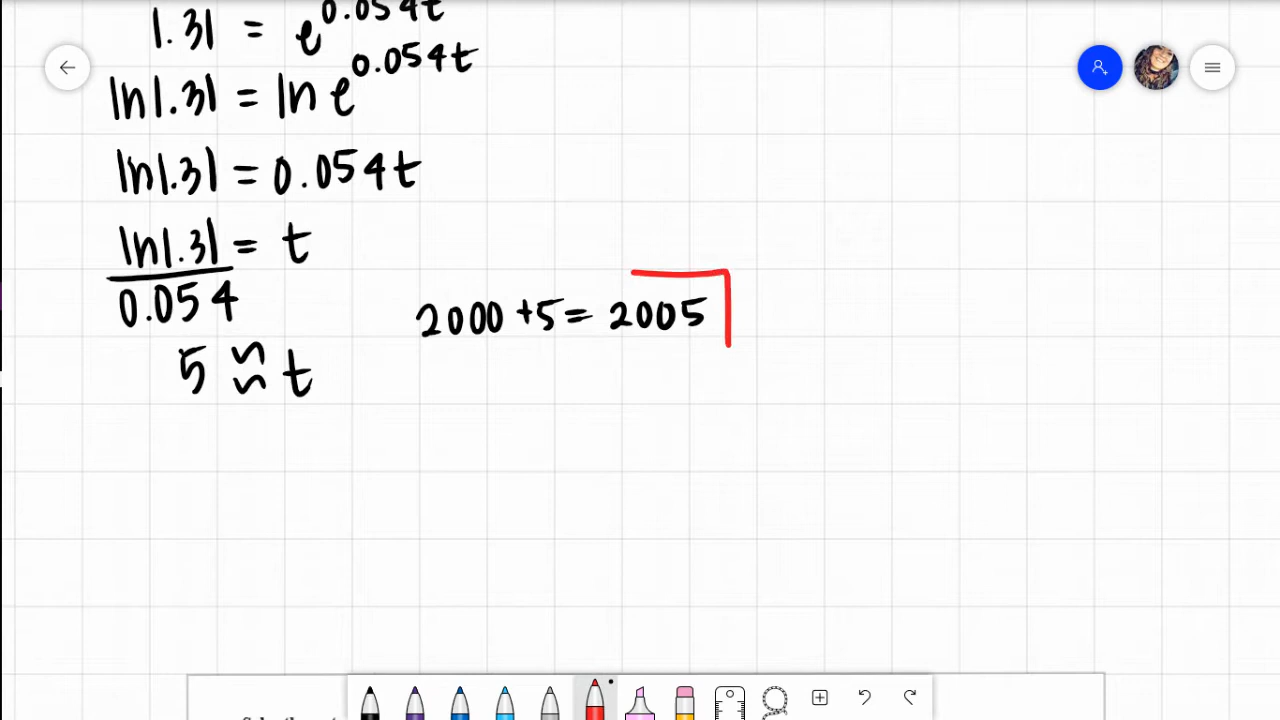 1.31 = e^0.054t
ln1.31 = ln e^0.054t
ln1.31 = 0.054t
ln1.31 = t
0.054
2000 +5= 2005
5 ≈ t